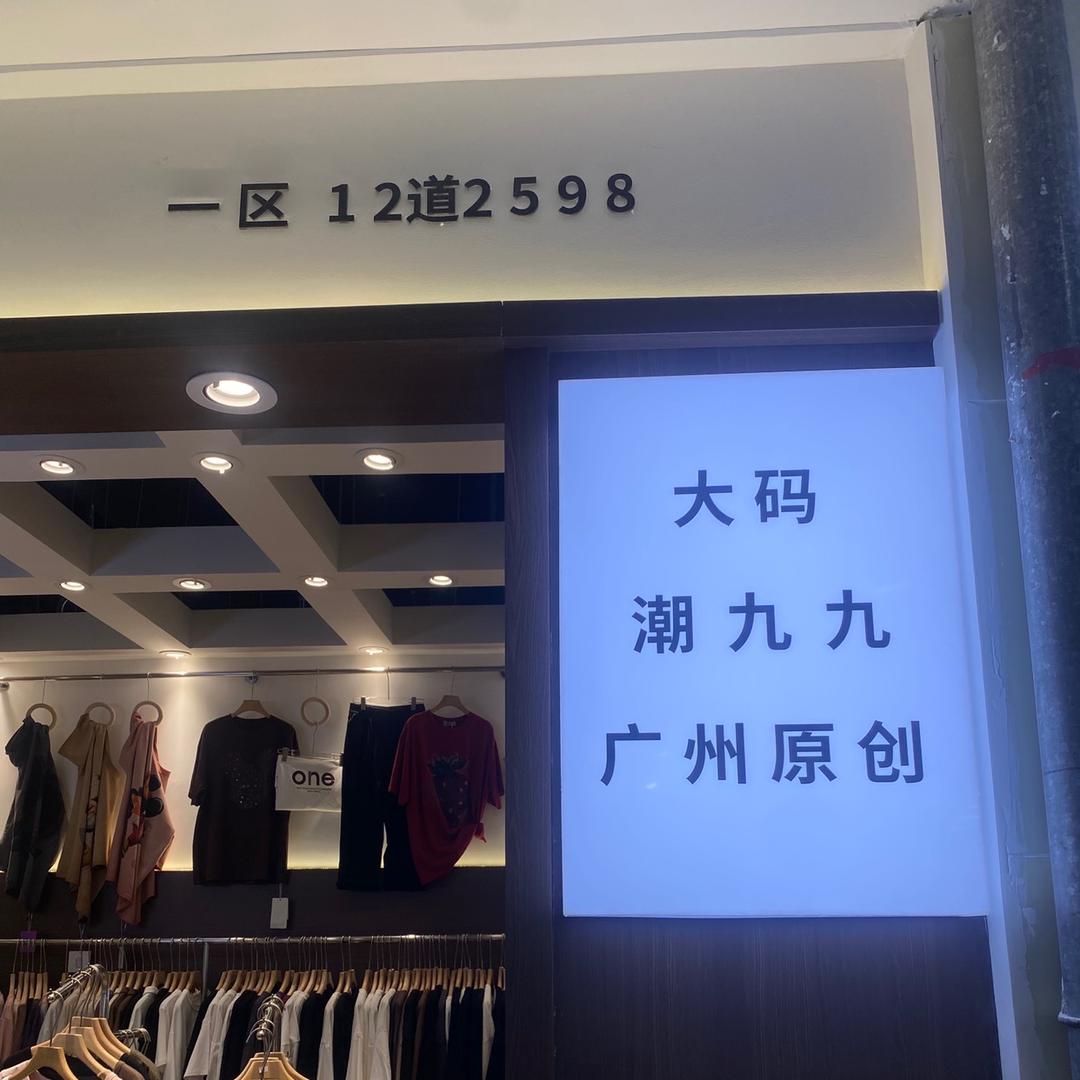 一区 12道2598
大码
潮九九
广州原创
one